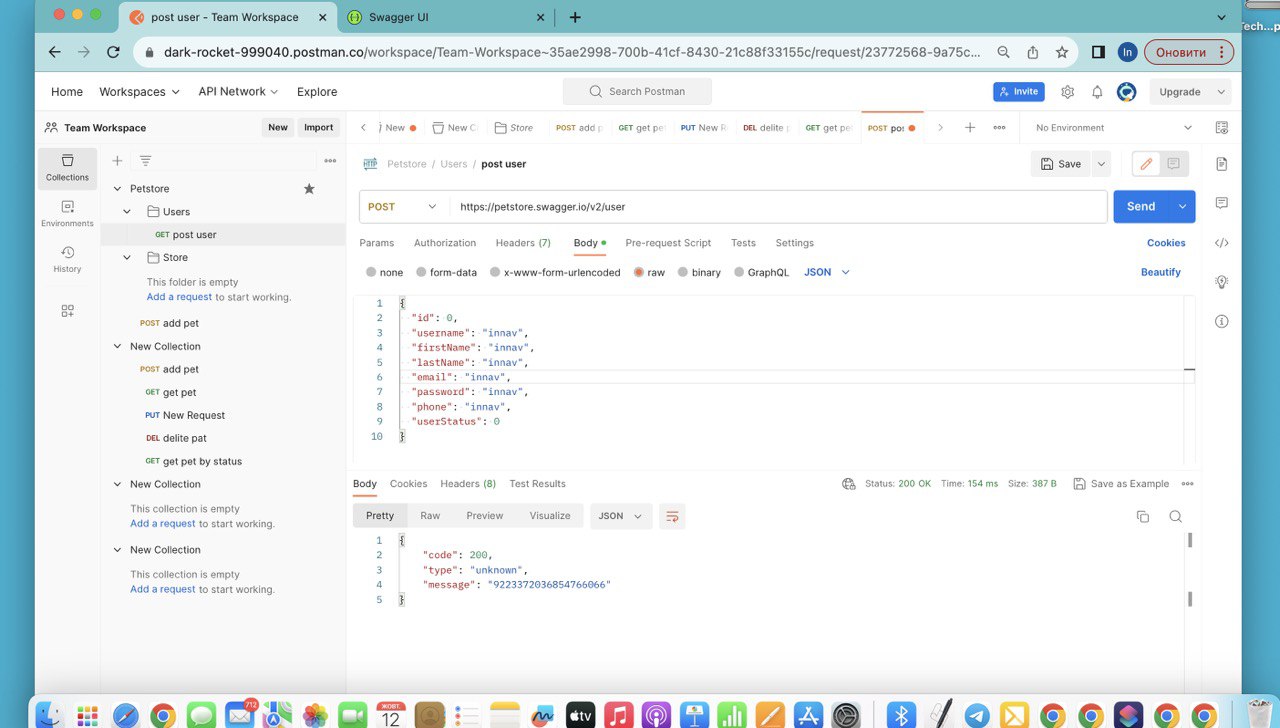 post user - Team Workspace
Swagger UI
Tech...p
dark-rocket-999040.postman.co/workspace/Team-Workspace~35ae2998-700b-41cf-8430-21c88f33155c/request/23772568-9a75c...
In
Оновити
Home Workspaces API Network Explore
Search Postman
Invite
Upgrade
Team Workspace
New Import
New
New C
Store
POST add p
GET get pe
PUT New R
DEL delite p
GET get pe
POST pos
No Environment
Collections
Environments
History
Petstore
Users
GET post user
Store
This folder is empty
Add a request to start working.
POST add pet
New Collection
POST add pet
GET get pet
PUT New Request
DEL delite pat
GET get pet by status
New Collection
This collection is empty
Add a request to start working.
New Collection
This collection is empty
Add a request to start working.
HTTP
Petstore / Users / post user
Save
POST https://petstore.swagger.io/v2/user
Send
Params Authorization Headers (7) Body Pre-request Script Tests Settings
Cookies
none form-data x-www-form-urlencoded raw binary GraphQL JSON
Beautify
1 {
2 "id": 0,
3 "username": "innav",
4 "firstName": "innav",
5 "lastName": "innav",
6 "email": "innav",
7 "password": "innav",
8 "phone": "innav",
9 "userStatus": 0
10 }
Body Cookies Headers (8) Test Results
Status: 200 OK Time: 154 ms Size: 387 B
Save as Example
Pretty Raw Preview Visualize JSON
1 {
2 "code": 200,
3 "type": "unknown",
4 "message": "9223372036854766066"
5 }
712
ЖОВТ.
12
tv